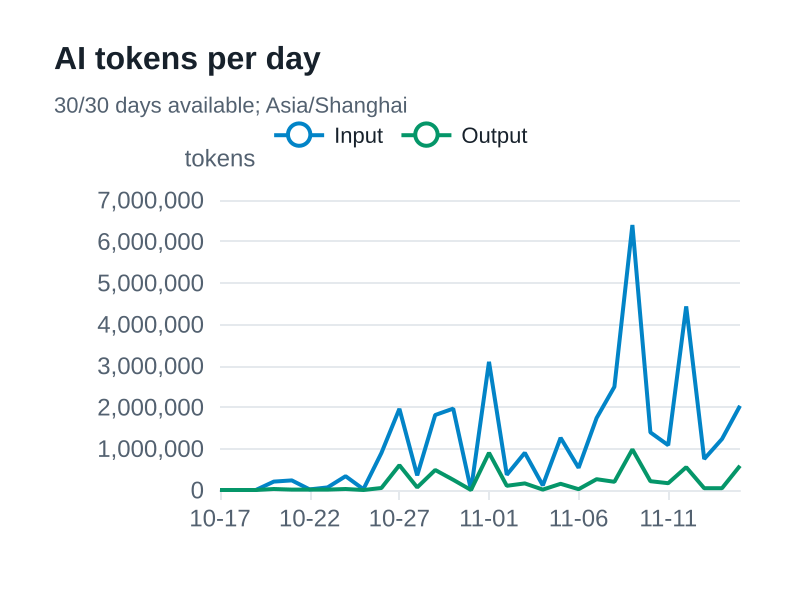 AI tokens per day
30/30 days available; Asia/Shanghai
Input Output
tokens
7,000,000
6,000,000
5,000,000
4,000,000
3,000,000
2,000,000
1,000,000
0
10-17 10-22 10-27 11-01 11-06 11-11